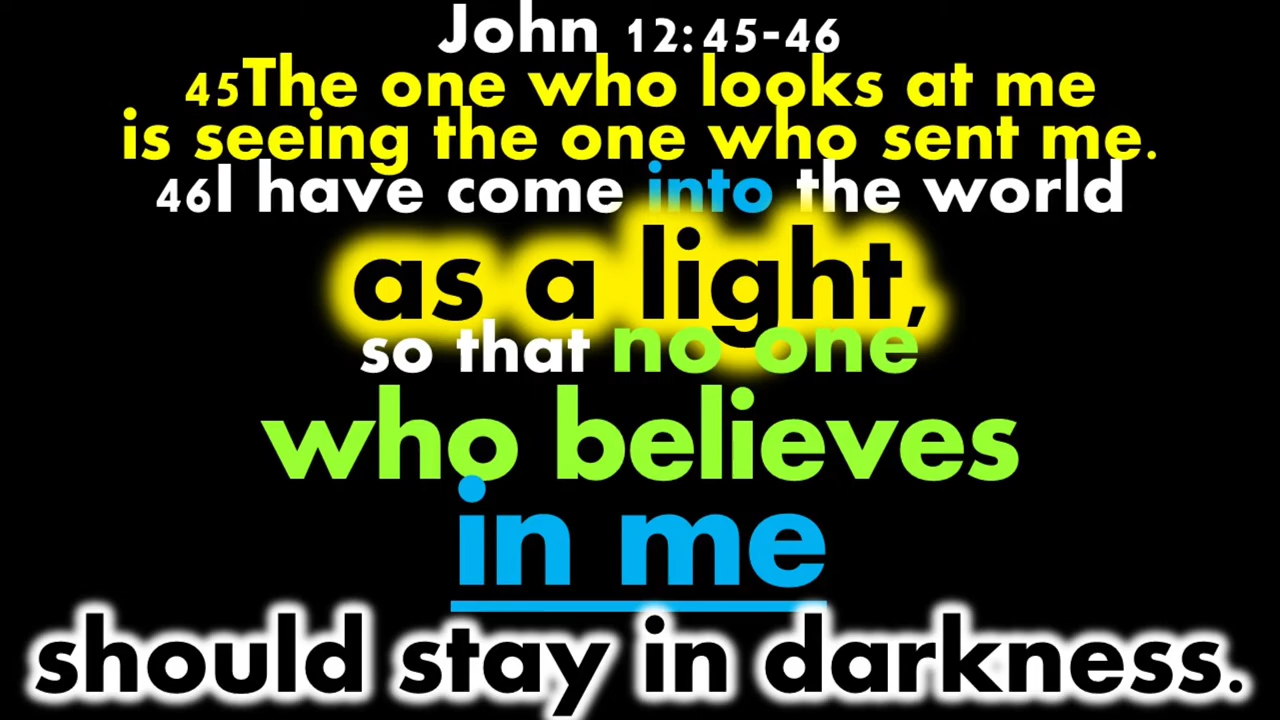 John 12:45-46
45The one who looks at me
is seeing the one who sent me.
46I have come into the world
as a light,
so that no one
who believes
in me
should stay in darkness.